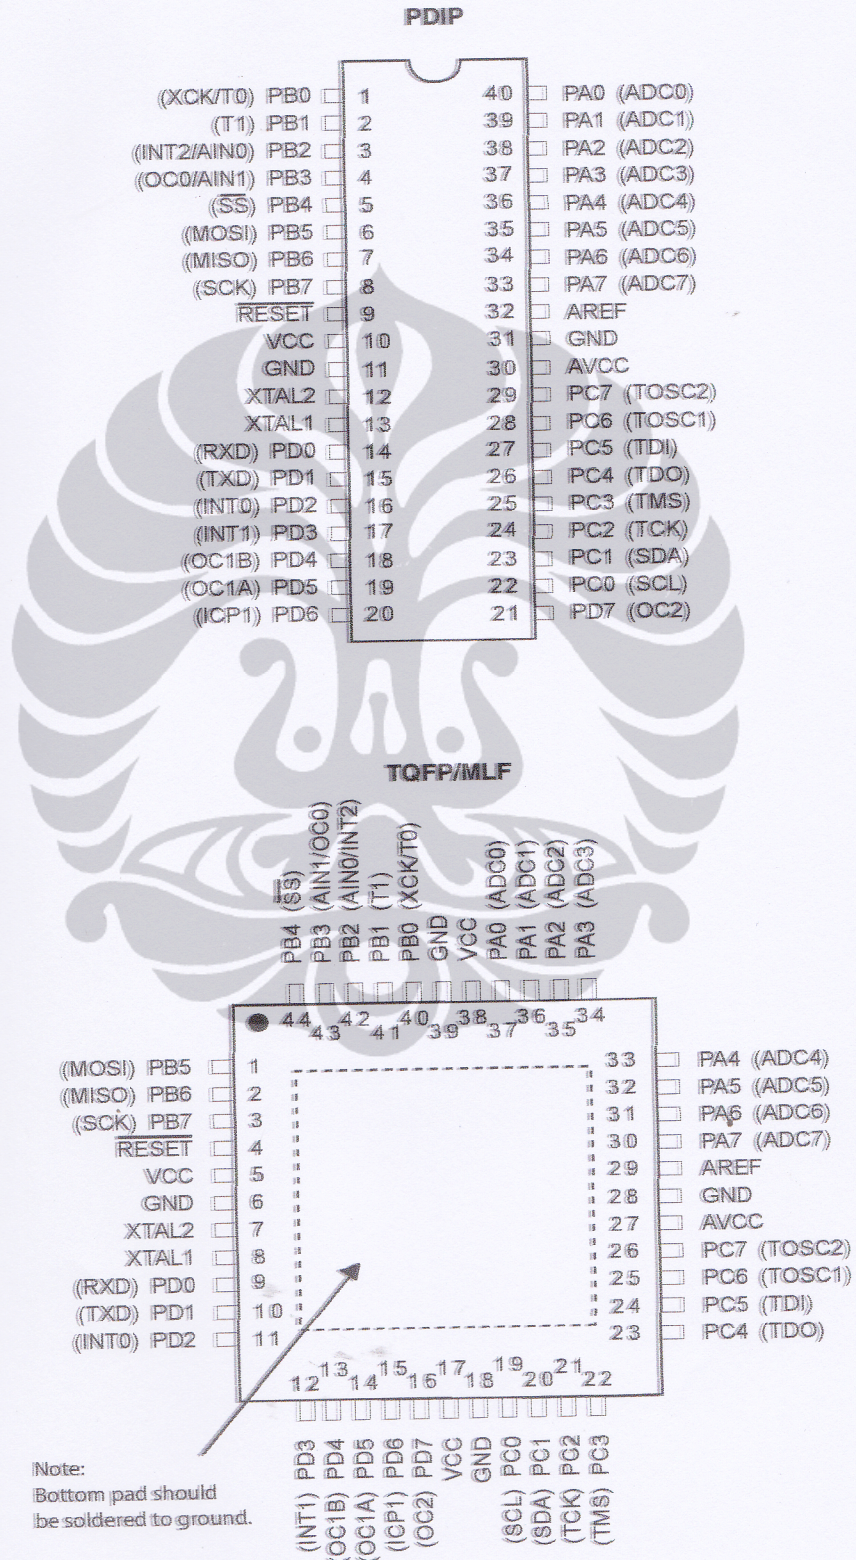 PDIP
(XCK/T0) PB0 1 40 PA0 (ADC0)
(T1) PB1 2 39 PA1 (ADC1)
(INT2/AIN0) PB2 3 38 PA2 (ADC2)
(OC0/AIN1) PB3 4 37 PA3 (ADC3)
(SS) PB4 5 36 PA4 (ADC4)
(MOSI) PB5 6 35 PA5 (ADC5)
(MISO) PB6 7 34 PA6 (ADC6)
(SCK) PB7 8 33 PA7 (ADC7)
RESET 9 32 AREF
VCC 10 31 GND
GND 11 30 AVCC
XTAL2 12 29 PC7 (TOSC2)
XTAL1 13 28 PC6 (TOSC1)
(RXD) PD0 14 27 PC5 (TDI)
(TXD) PD1 15 26 PC4 (TDO)
(INT0) PD2 16 25 PC3 (TMS)
(INT1) PD3 17 24 PC2 (TCK)
(OC1B) PD4 18 23 PC1 (SDA)
(OC1A) PD5 19 22 PC0 (SCL)
(ICP1) PD6 20 21 PD7 (OC2)
TQFP/MLF
PB4 (SS)
PB3 (AIN1/OC0)
PB2 (AIN0/INT2)
PB1 (T1)
PB0 (XCK/T0)
GND
VCC
PA0 (ADC0)
PA1 (ADC1)
PA2 (ADC2)
PA3 (ADC3)
44 43 42 41 40 39 38 37 36 35 34
(MOSI) PB5 1 33 PA4 (ADC4)
(MISO) PB6 2 32 PA5 (ADC5)
(SCK) PB7 3 31 PA6 (ADC6)
RESET 4 30 PA7 (ADC7)
VCC 5 29 AREF
GND 6 28 GND
XTAL2 7 27 AVCC
XTAL1 8 26 PC7 (TOSC2)
(RXD) PD0 9 25 PC6 (TOSC1)
(TXD) PD1 10 24 PC5 (TDI)
(INT0) PD2 11 23 PC4 (TDO)
12 13 14 15 16 17 18 19 20 21 22
(INT1) PD3
(OC1B) PD4
(OC1A) PD5
(ICP1) PD6
(OC2) PD7
VCC
GND
(SCL) PC0
(SDA) PC1
(TCK) PC2
(TMS) PC3
Note:
Bottom pad should
be soldered to ground.